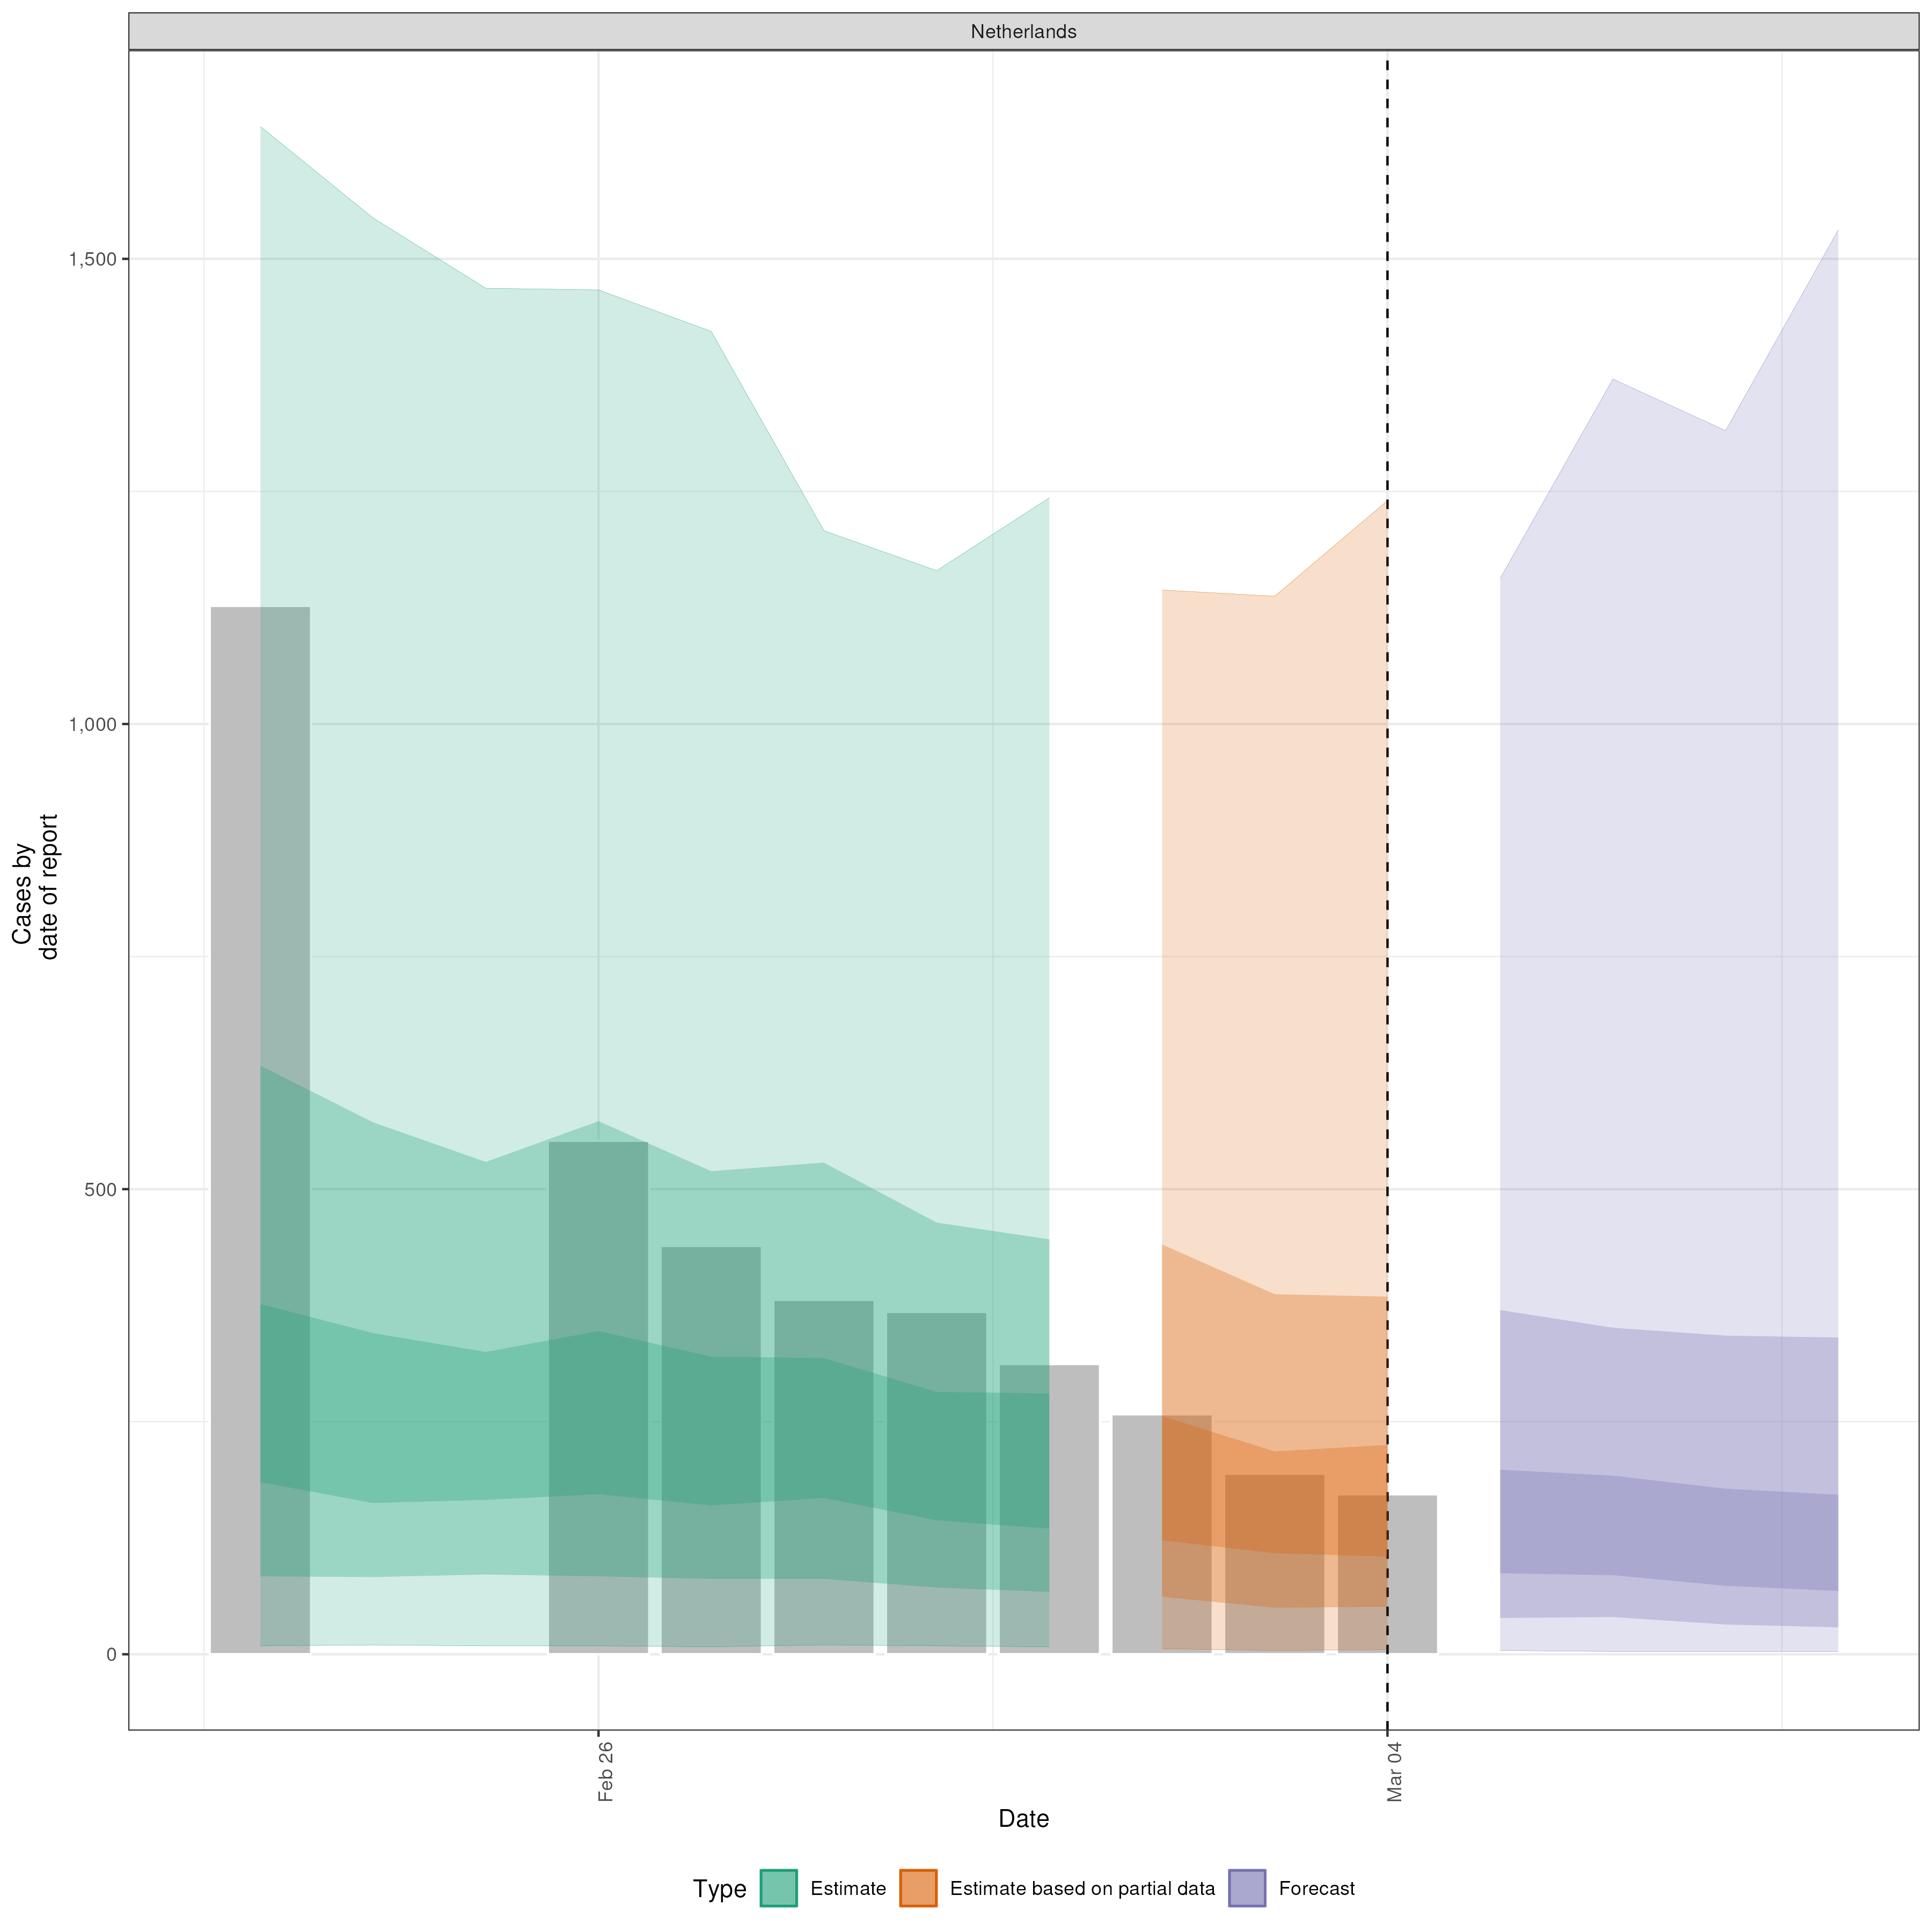 Netherlands
1,500
1,000
500
0
Cases by
date of report
Feb 26
Mar 04
Date
Type Estimate Estimate based on partial data Forecast